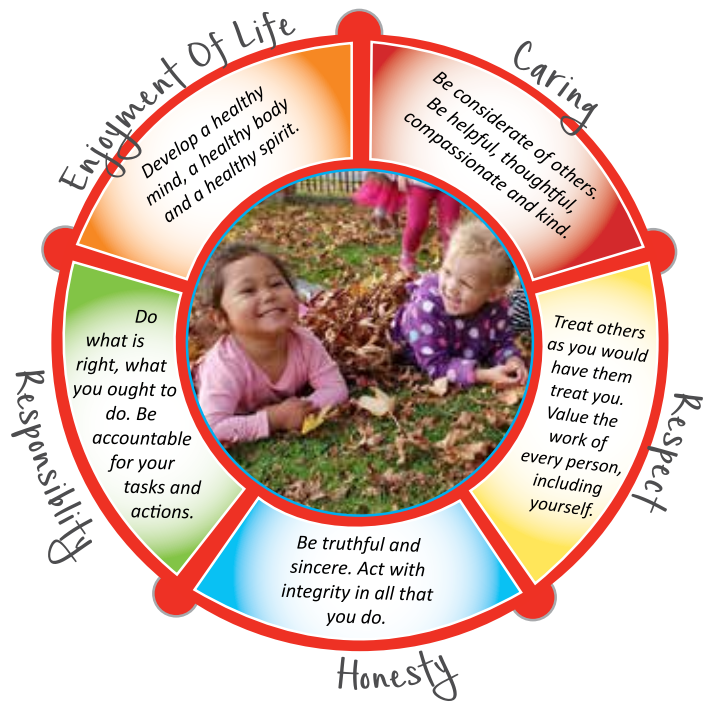 Enjoyment Of Life
Develop a healthy
mind, a healthy body
and a healthy spirit.
Caring
Be considerate of others.
Be helpful, thoughtful,
compassionate and kind.
Respect
Treat others
as you would
have them
treat you.
Value the
work of
every person,
including
yourself.
Honesty
Be truthful and
sincere. Act with
integrity in all that
you do.
Responsiblity
Do
what is
right, what
you ought to
do. Be
accountable
for your
tasks and
actions.